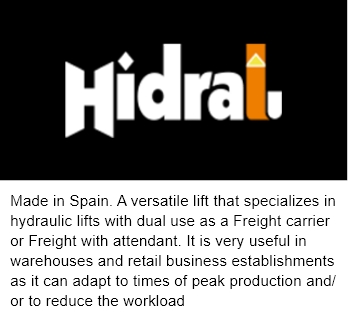 Hidral
Made in Spain. A versatile lift that specializes in
hydraulic lifts with dual use as a Freight carrier
or Freight with attendant. It is very useful in
warehouses and retail business establishments
as it can adapt to times of peak production and/
or to reduce the workload